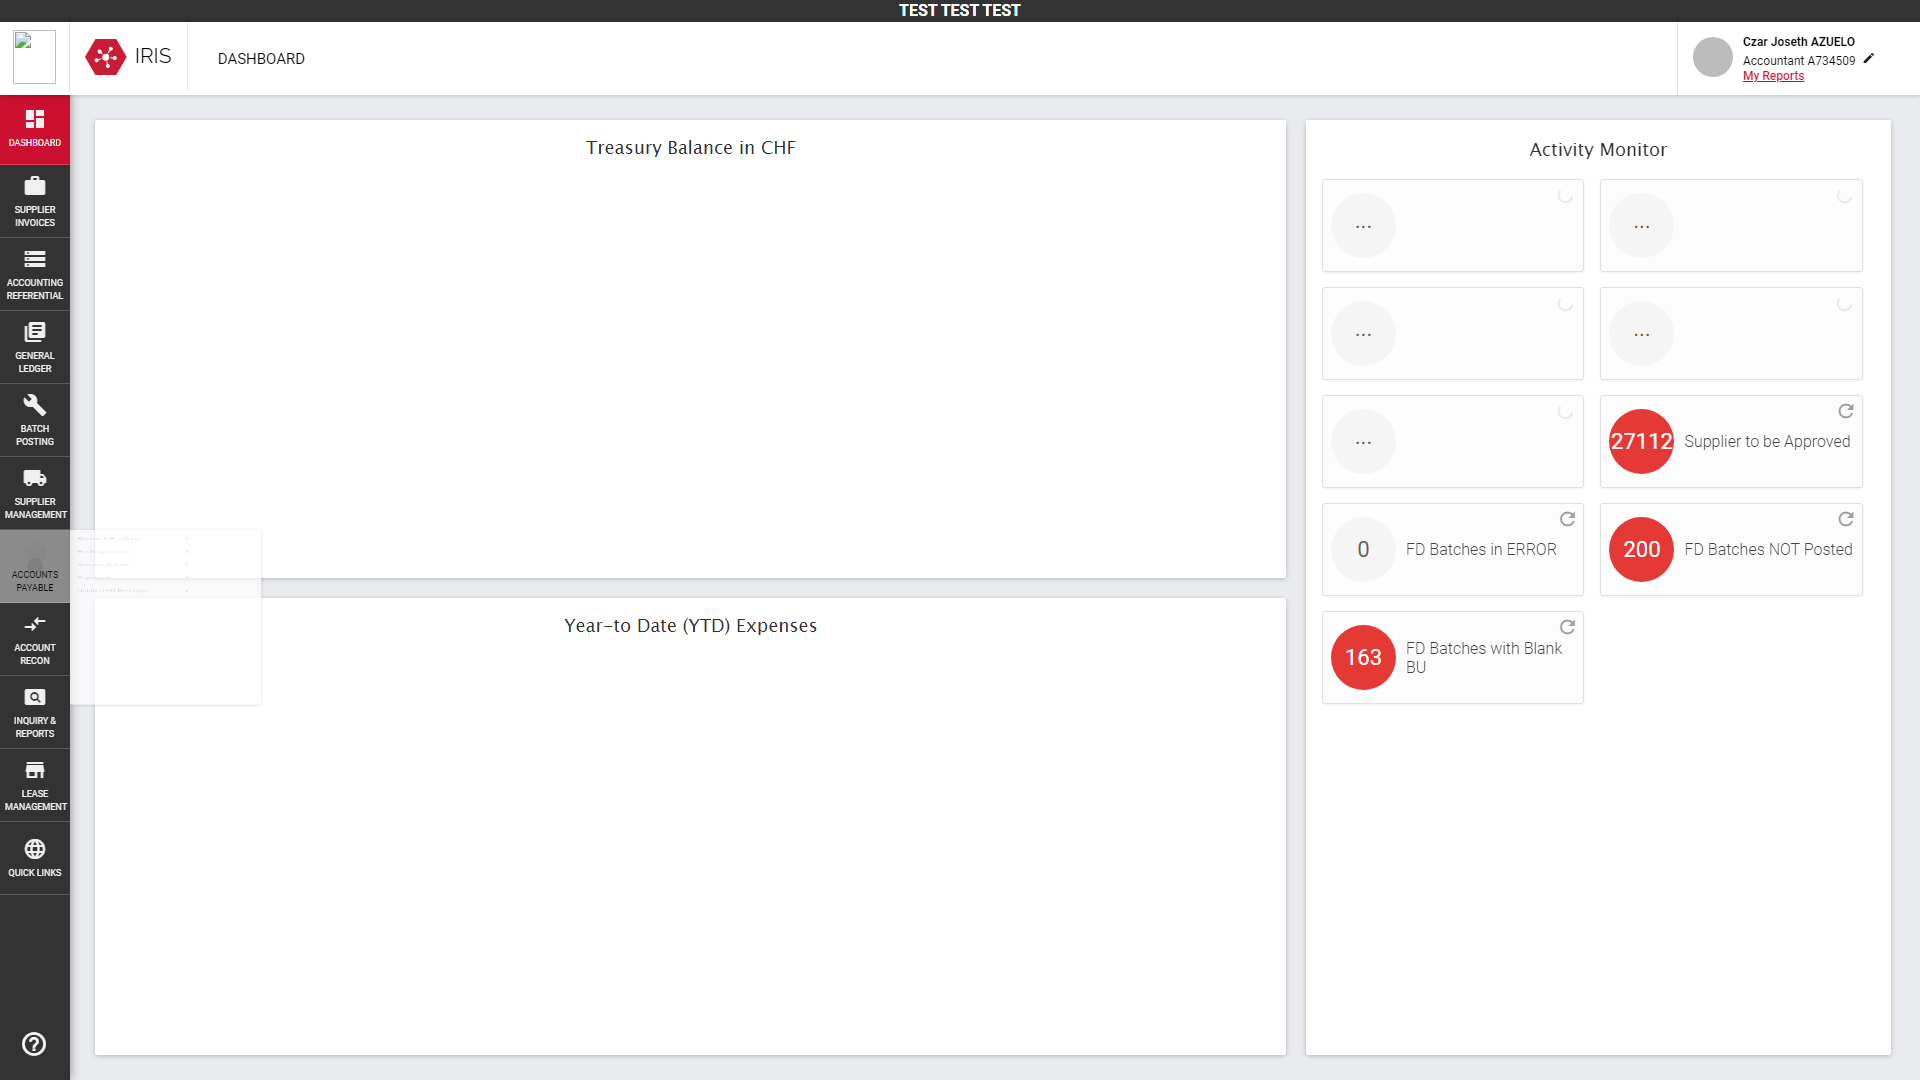 TEST TEST TEST
IRIS
DASHBOARD
Czar Joseth AZUELO
Accountant A734509
My Reports
DASHBOARD
SUPPLIER
INVOICES
ACCOUNTING
REFERENTIAL
GENERAL
LEDGER
BATCH
POSTING
SUPPLIER
MANAGEMENT
ACCOUNTS
PAYABLE
ACCOUNT
RECON
INQUIRY &
REPORTS
LEASE
MANAGEMENT
QUICK LINKS
Treasury Balance in CHF
Year-to Date (YTD) Expenses
Activity Monitor
...
...
...
...
...
27112 Supplier to be Approved
0 FD Batches in ERROR
200 FD Batches NOT Posted
163 FD Batches with Blank
BU